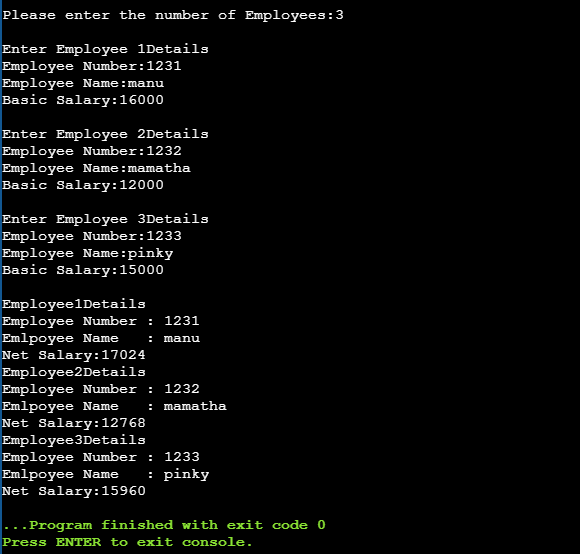 Please enter the number of Employees:3
Enter Employee 1Details
Employee Number:1231
Employee Name:manu
Basic Salary:16000
Enter Employee 2Details
Employee Number:1232
Employee Name:mamatha
Basic Salary:12000
Enter Employee 3Details
Employee Number:1233
Employee Name:pinky
Basic Salary:15000
Employee1Details
Employee Number : 1231
Emlpoyee Name   : manu
Net Salary:17024
Employee2Details
Employee Number : 1232
Emlpoyee Name   : mamatha
Net Salary:12768
Employee3Details
Employee Number : 1233
Emlpoyee Name   : pinky
Net Salary:15960
...Program finished with exit code 0
Press ENTER to exit console.